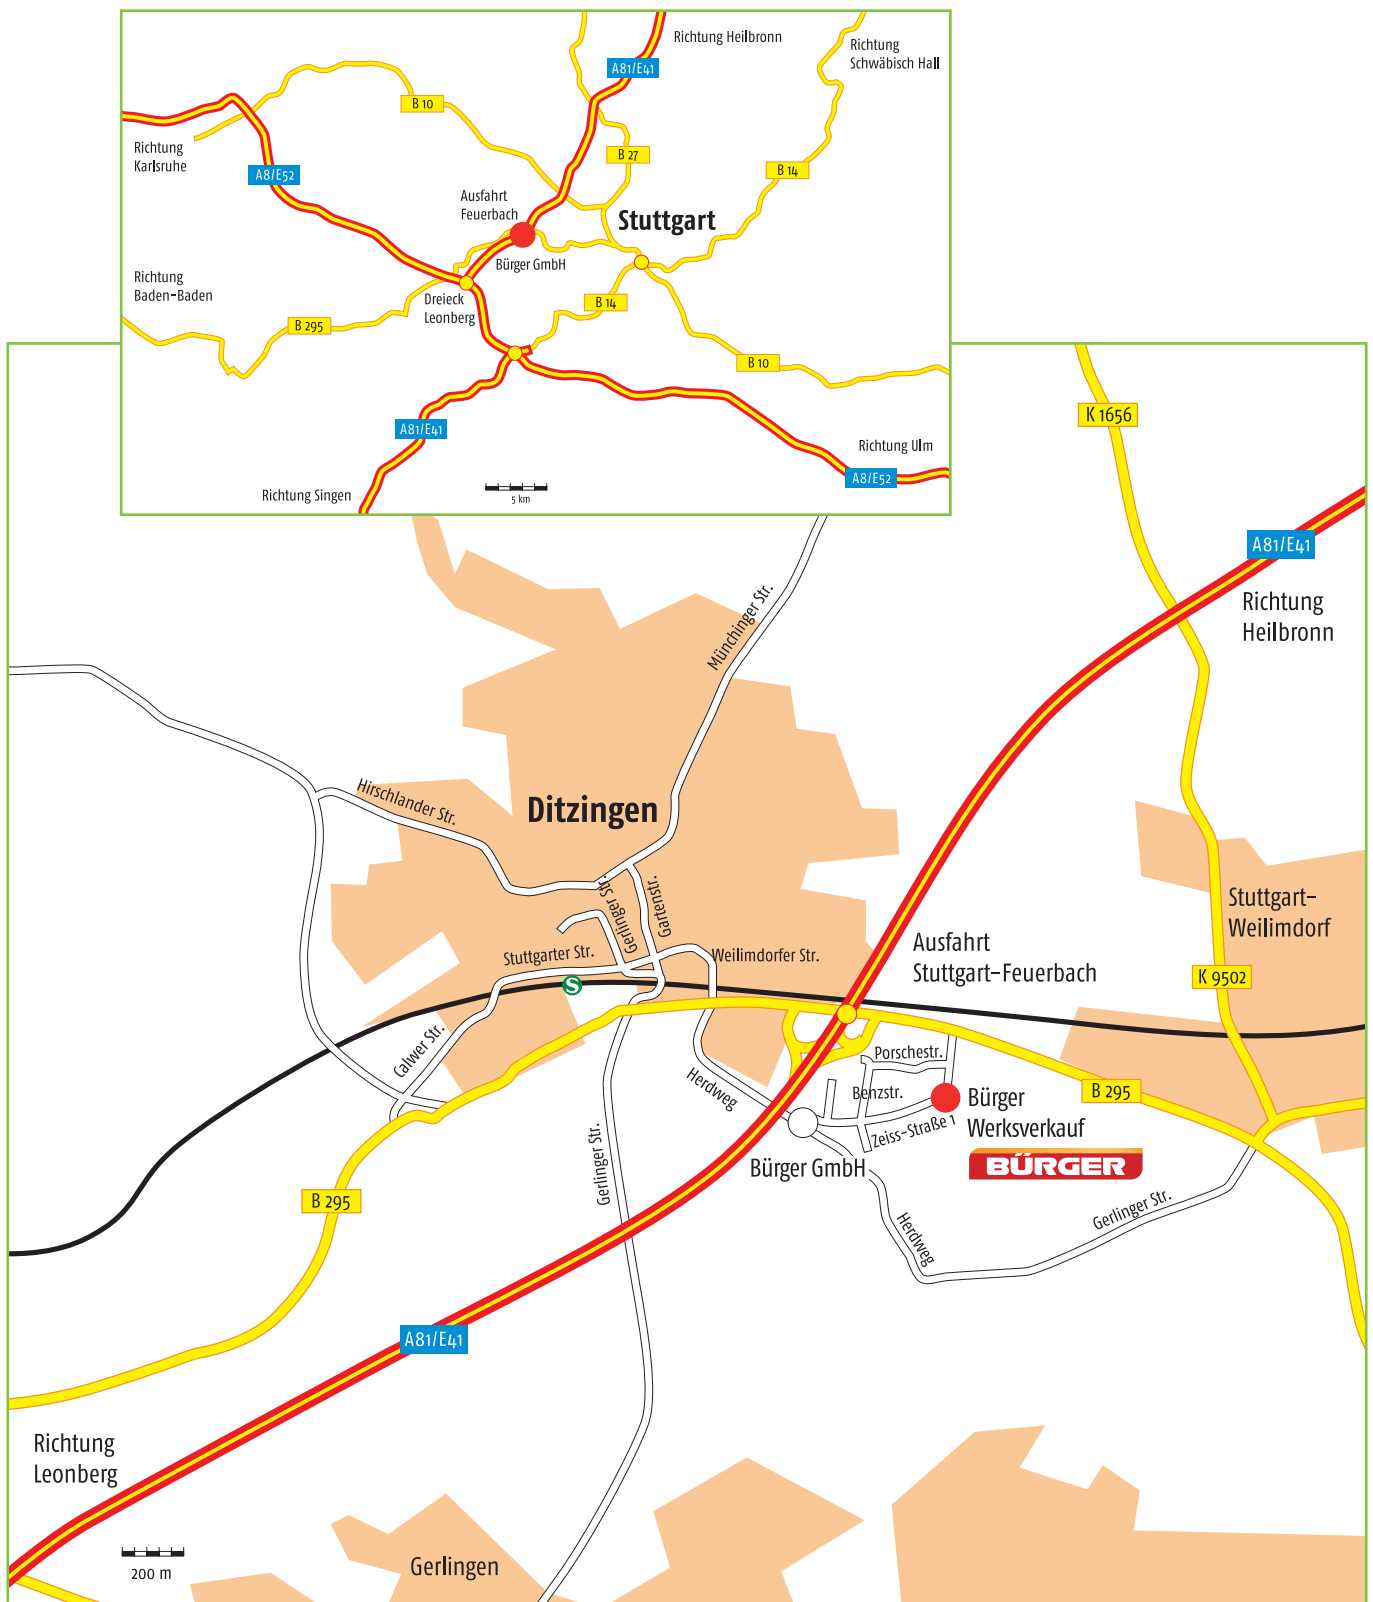 Richtung Heilbronn
Richtung
Schwäbisch Hall
A81/E41
B 10
Richtung
Karlsruhe
B 27
A8/E52
B 14
Ausfahrt
Feuerbach
Stuttgart
Bürger GmbH
Richtung
Baden-Baden
Dreieck
Leonberg
B 14
B 295
B 10
A81/E41
Richtung Ulm
A8/E52
Richtung Singen
5 km
K 1656
A81/E41
Richtung
Heilbronn
Münchinger Str.
Hirschlander Str.
Ditzingen
Gerlinger Str.
Gartenstr.
Stuttgart-
Weilimdorf
Stuttgarter Str.
Weilimdorfer Str.
Ausfahrt
Stuttgart-Feuerbach
K 9502
S
Calwer Str.
Porschestr.
Herdweg
Benzstr.
B 295
Bürger
Werksverkauf
Zeiss-Straße 1
BÜRGER
Bürger GmbH
Gerlinger Str.
B 295
Herdweg
Gerlinger Str.
A81/E41
Richtung
Leonberg
200 m
Gerlingen